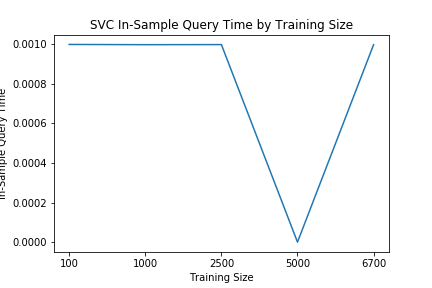 SVC In-Sample Query Time by Training Size
In-Sample Query Time
0.0010
0.0008
0.0006
0.0004
0.0002
0.0000
100 1000 2500 5000 6700
Training Size